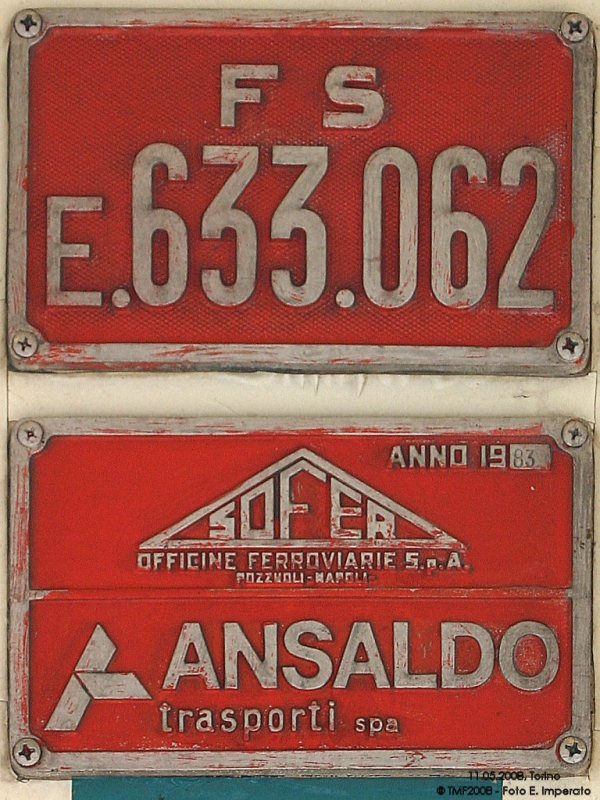 F S
E.633.062
ANNO 1983
SOFER
OFFICINE FERROVIARIE S.p.A.
POZZUOLI-NAPOLI
ANSALDO
trasporti spa
11.05.2008, Torino
© TMF2008 - Foto E. Imperato